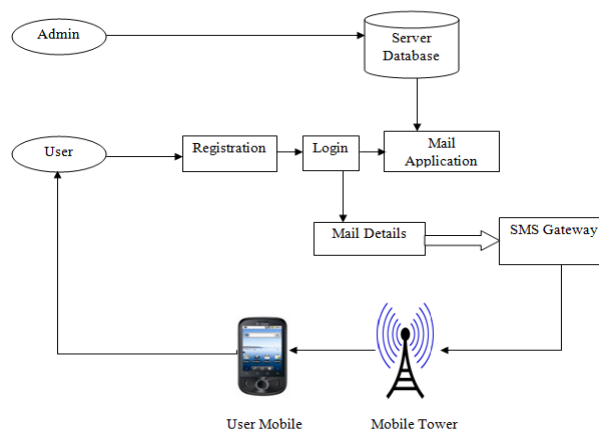 Admin
Server
Database
User
Registration
Login
Mail
Application
Mail Details
SMS Gateway
User Mobile
Mobile Tower